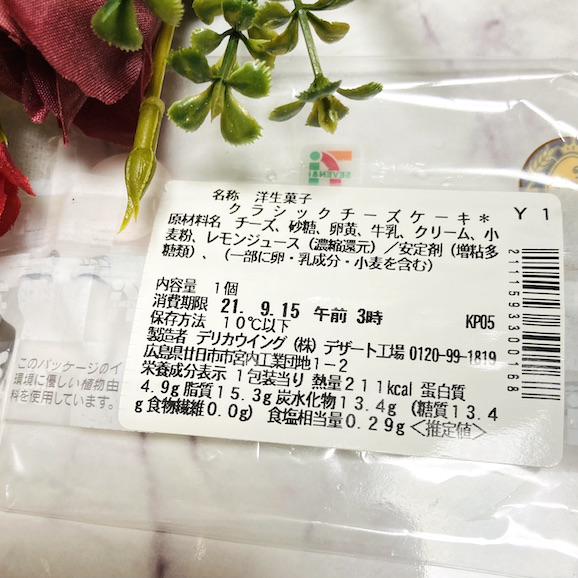 SEVEN&i
名称 洋生菓子
クラシックチーズケーキ* Y1
原材料名 チーズ、砂糖、卵黄、牛乳、クリーム、小
麦粉、レモンジュース（濃縮還元）／安定剤（増粘多
糖類）、（一部に卵・乳成分・小麦を含む）
内容量 1個
消費期限 21. 9.15 午前 3時 KP05
保存方法 10℃以下
製造者 デリカウイング（株）デザート工場 0120-99-1819
広島県廿日市市宮内工業団地1-2
栄養成分表示 1包装当り 熱量211kcal 蛋白質
4.9g 脂質15.3g 炭水化物13.4g （糖質13.4
g 食物繊維0.0g） 食塩相当量0.29g <推定値>
2111593300168
このパッケージのイ
環境に優しい植物由
料を使用しています。